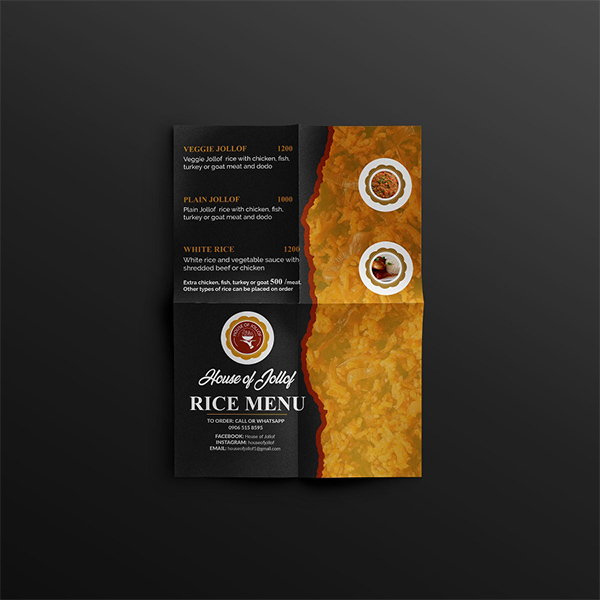 VEGGIE JOLLOF 1200
Veggie Jollof rice with chicken, fish,
turkey or goat meat and dodo
PLAIN JOLLOF 1000
Plain Jollof rice with chicken, fish,
turkey or goat meat and dodo
WHITE RICE 1200
White rice and vegetable sauce with
shredded beef or chicken
Extra chicken, fish, turkey or goat 500 /meat.
Other types of rice can be placed on order
HOUSE OF JOLLOF
House of Jollof
RICE MENU
TO ORDER: CALL OR WHATSAPP
0906 515 8595
FACEBOOK: House of Jollof
INSTAGRAM: houseofjollof
EMAIL: houseofjollof1@gmail.com